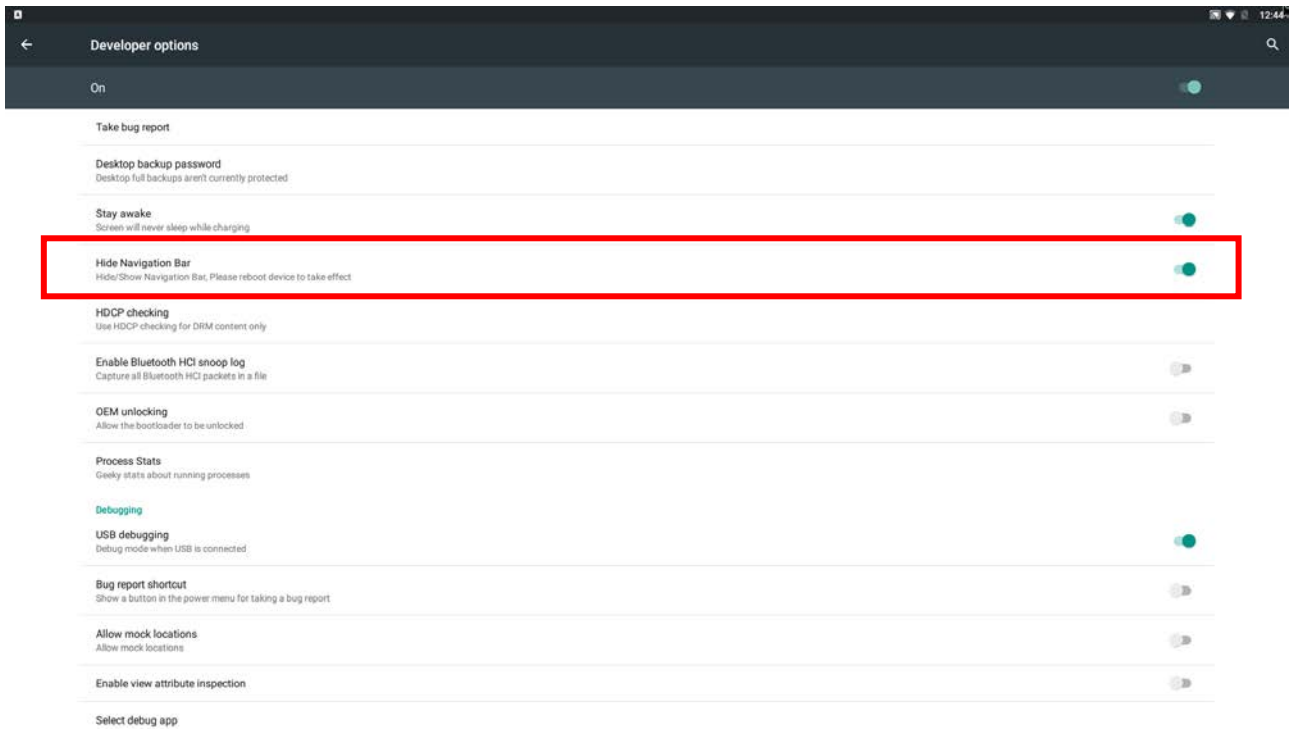 12:44
Developer options
On
Take bug report
Desktop backup password
Desktop full backups aren't currently protected
Stay awake
Screen will never sleep while charging
Hide Navigation Bar
Hide/Show Navigation Bar, Please reboot device to take effect
HDCP checking
Use HDCP checking for DRM content only
Enable Bluetooth HCI snoop log
Capture all Bluetooth HCI packets in a file
OEM unlocking
Allow the bootloader to be unlocked
Process Stats
Geeky stats about running processes
Debugging
USB debugging
Debug mode when USB is connected
Bug report shortcut
Show a button in the power menu for taking a bug report
Allow mock locations
Allow mock locations
Enable view attribute inspection
Select debug app